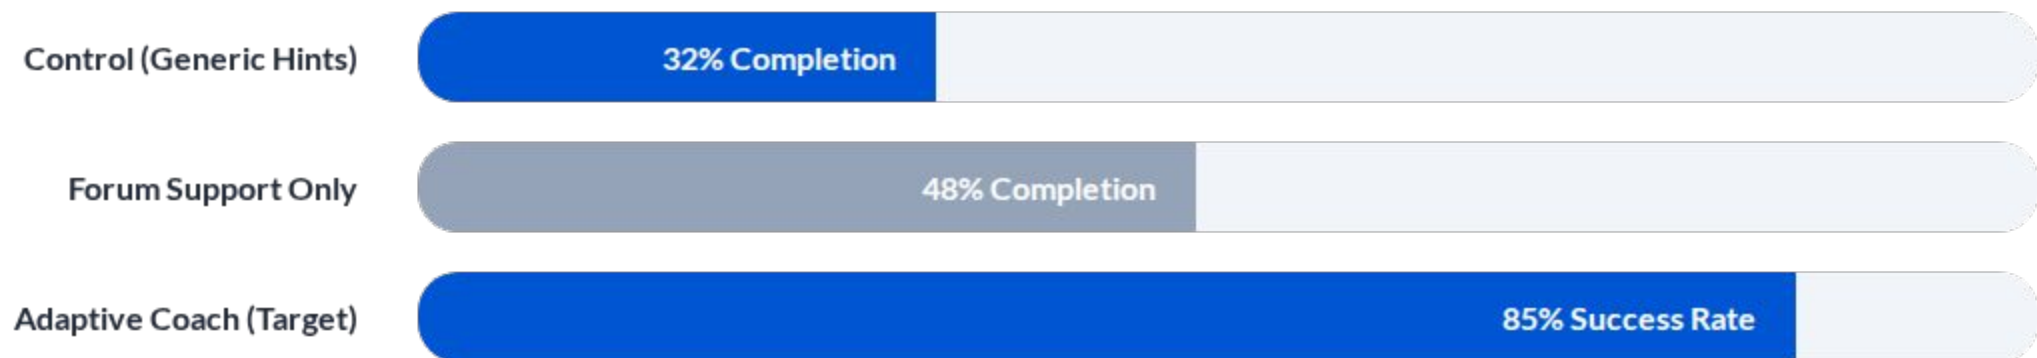 Control (Generic Hints)
32% Completion
Forum Support Only
48% Completion
Adaptive Coach (Target)
85% Success Rate